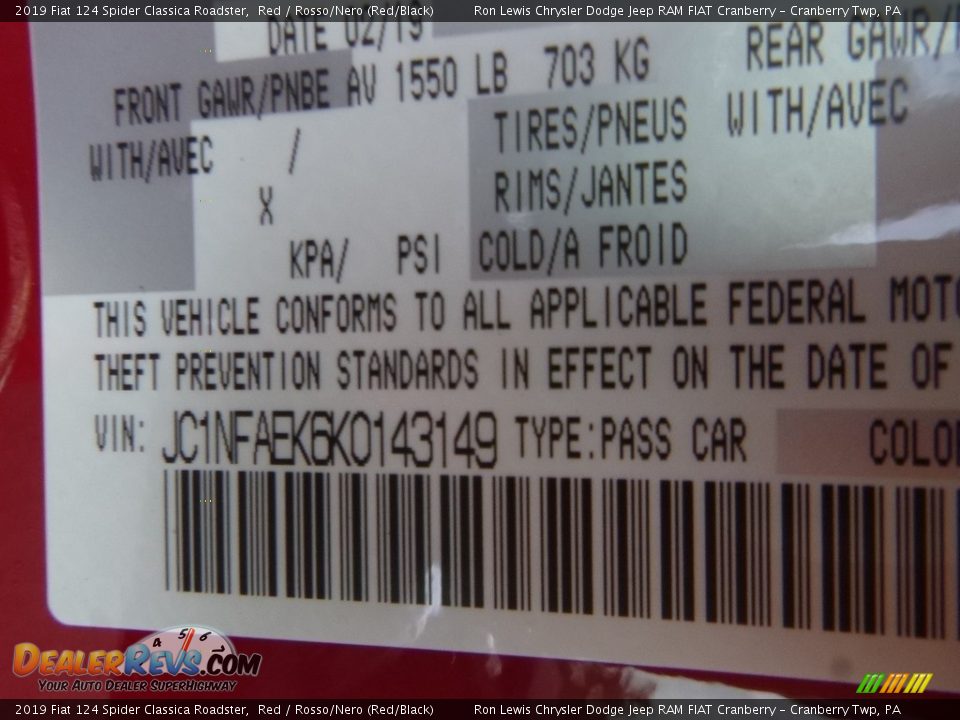 2019 Fiat 124 Spider Classica Roadster,  Red / Rosso/Nero (Red/Black)     Ron Lewis Chrysler Dodge Jeep RAM FIAT Cranberry - Cranberry Twp, PA
DATE 02/19
FRONT GAWR/PNBE AV 1550 LB 703 KG REAR GAWR/
WITH/AVEC / TIRES/PNEUS WITH/AVEC
X RIMS/JANTES
KPA/ PSI COLD/A FROID
THIS VEHICLE CONFORMS TO ALL APPLICABLE FEDERAL MOTO
THEFT PREVENTION STANDARDS IN EFFECT ON THE DATE OF
VIN: JC1NFAEK6K0143149 TYPE:PASS CAR COLO
4 5 6
DEALERREVS.COM
YOUR AUTO DEALER SUPERHIGHWAY
2019 Fiat 124 Spider Classica Roadster,  Red / Rosso/Nero (Red/Black)     Ron Lewis Chrysler Dodge Jeep RAM FIAT Cranberry - Cranberry Twp, PA